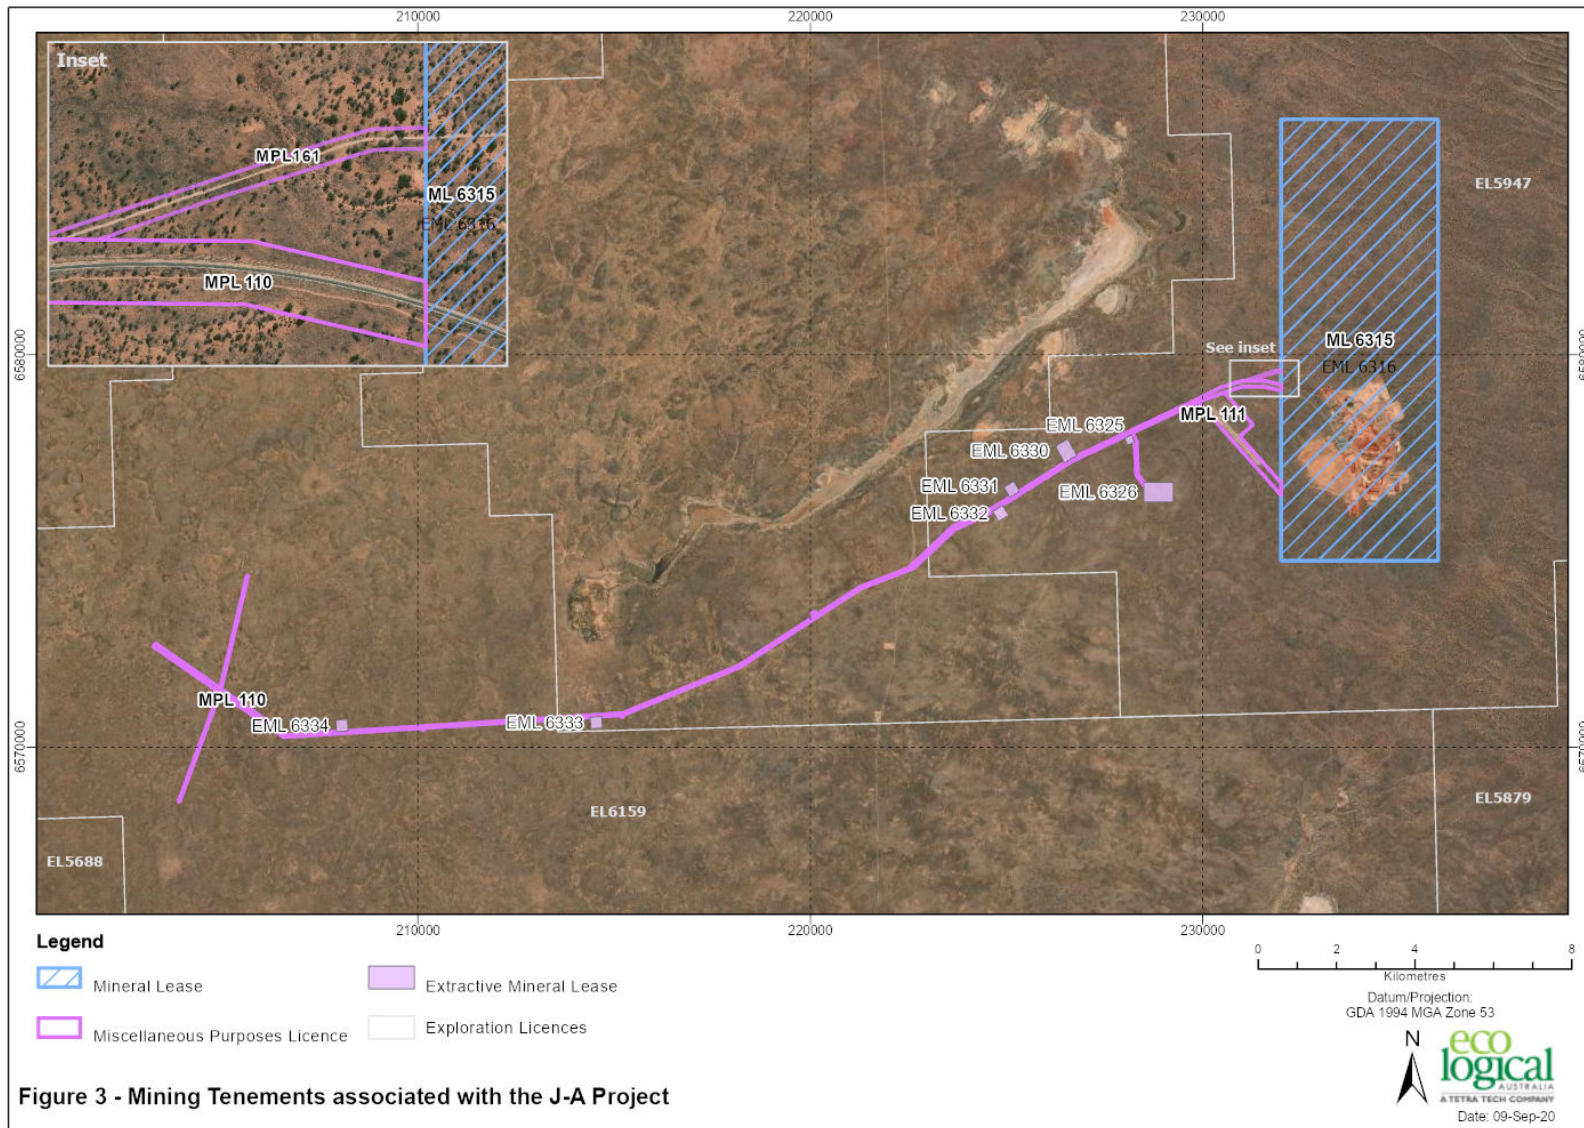 210000
220000
230000
Inset
MPL161
ML 6315
EML 6316
MPL 110
EL5947
6580000
6580000
See inset
ML 6315
EML 6316
MPL 111
EML 6325
EML 6330
EML 6331
EML 6326
EML 6332
MPL 110
EML 6334
EML 6333
6570000
6570000
EL6159
EL5879
EL5688
210000
220000
230000
Legend
Mineral Lease
Extractive Mineral Lease
Miscellaneous Purposes Licence
Exploration Licences
0 2 4 8
Kilometres
Datum/Projection:
GDA 1994 MGA Zone 53
N
eco
logical
AUSTRALIA
A TETRA TECH COMPANY
Figure 3 - Mining Tenements associated with the J-A Project
Date: 09-Sep-20